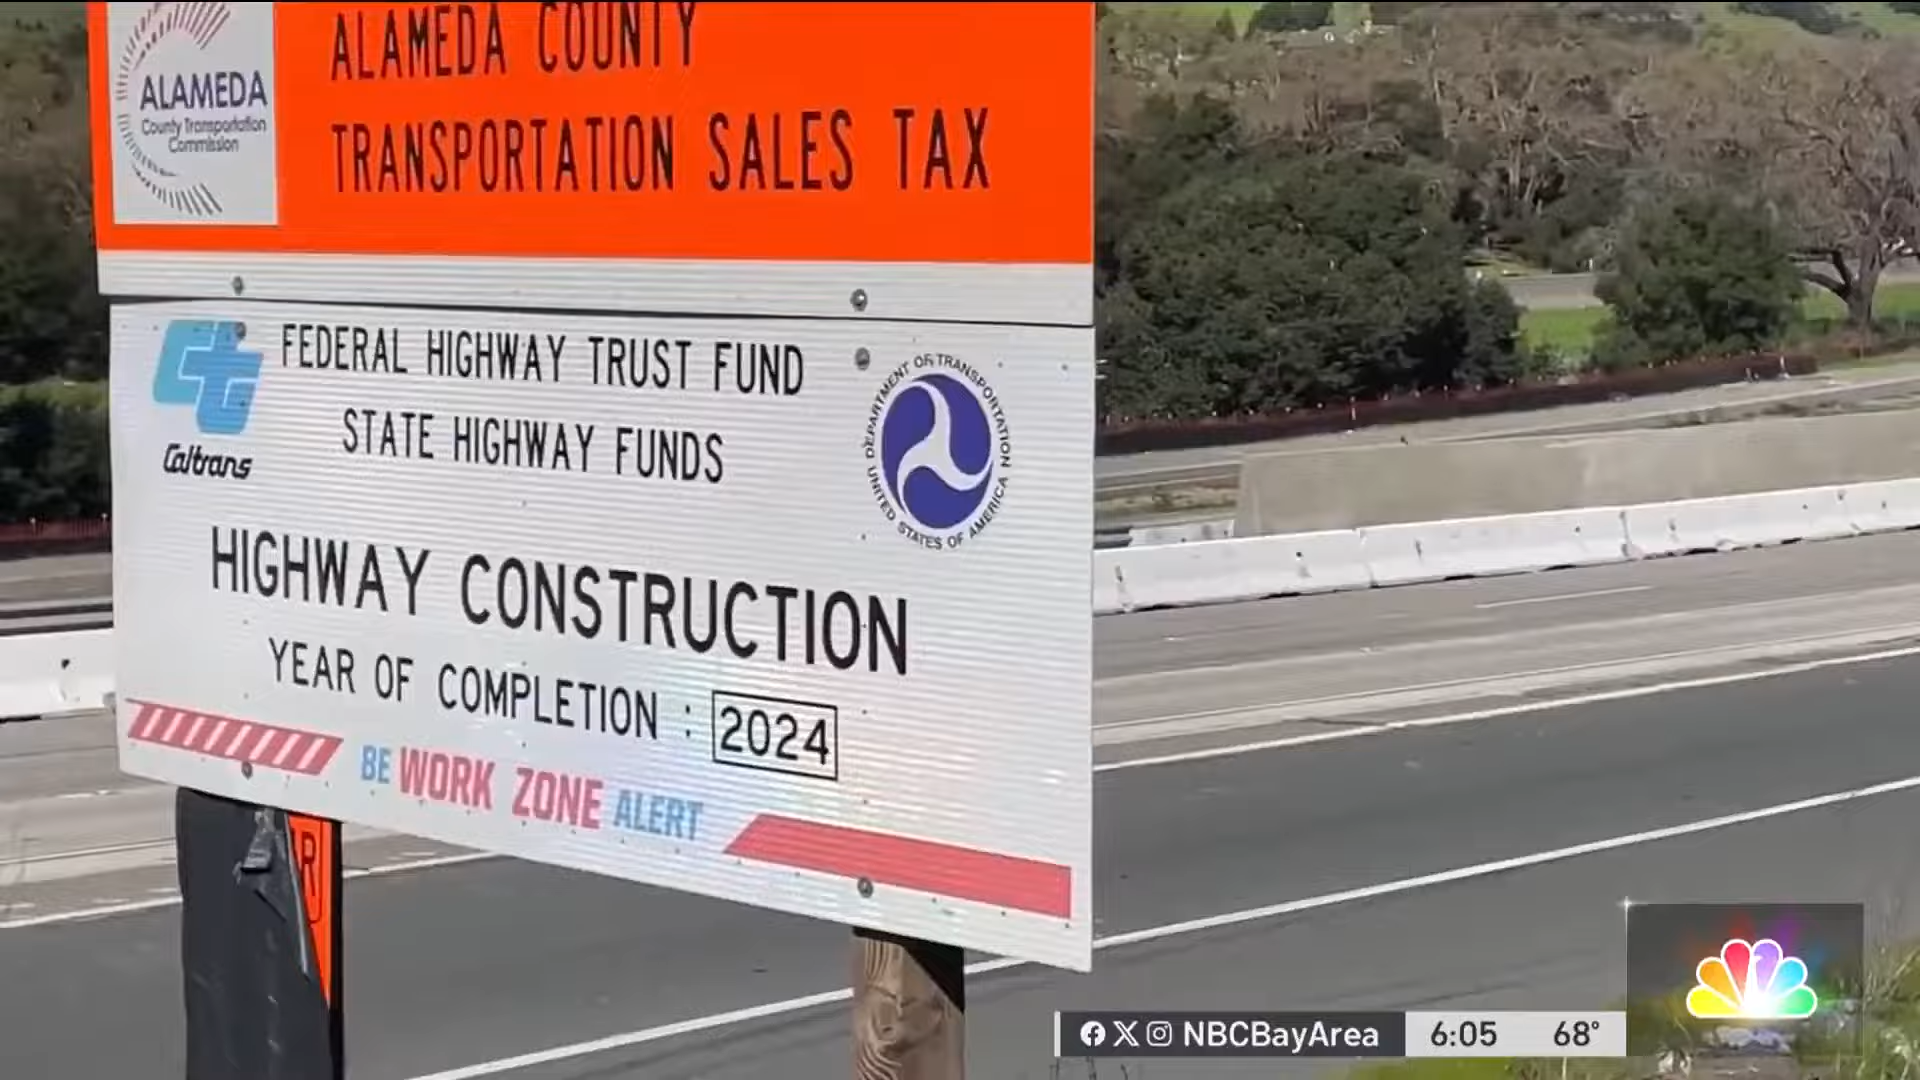 ALAMEDA
County Transportation
Commission
ALAMEDA COUNTY
TRANSPORTATION SALES TAX
Caltrans
FEDERAL HIGHWAY TRUST FUND
STATE HIGHWAY FUNDS
DEPARTMENT OF TRANSPORTATION
UNITED STATES OF AMERICA
HIGHWAY CONSTRUCTION
YEAR OF COMPLETION : 2024
BE WORK ZONE ALERT
NBCBayArea 6:05 68°